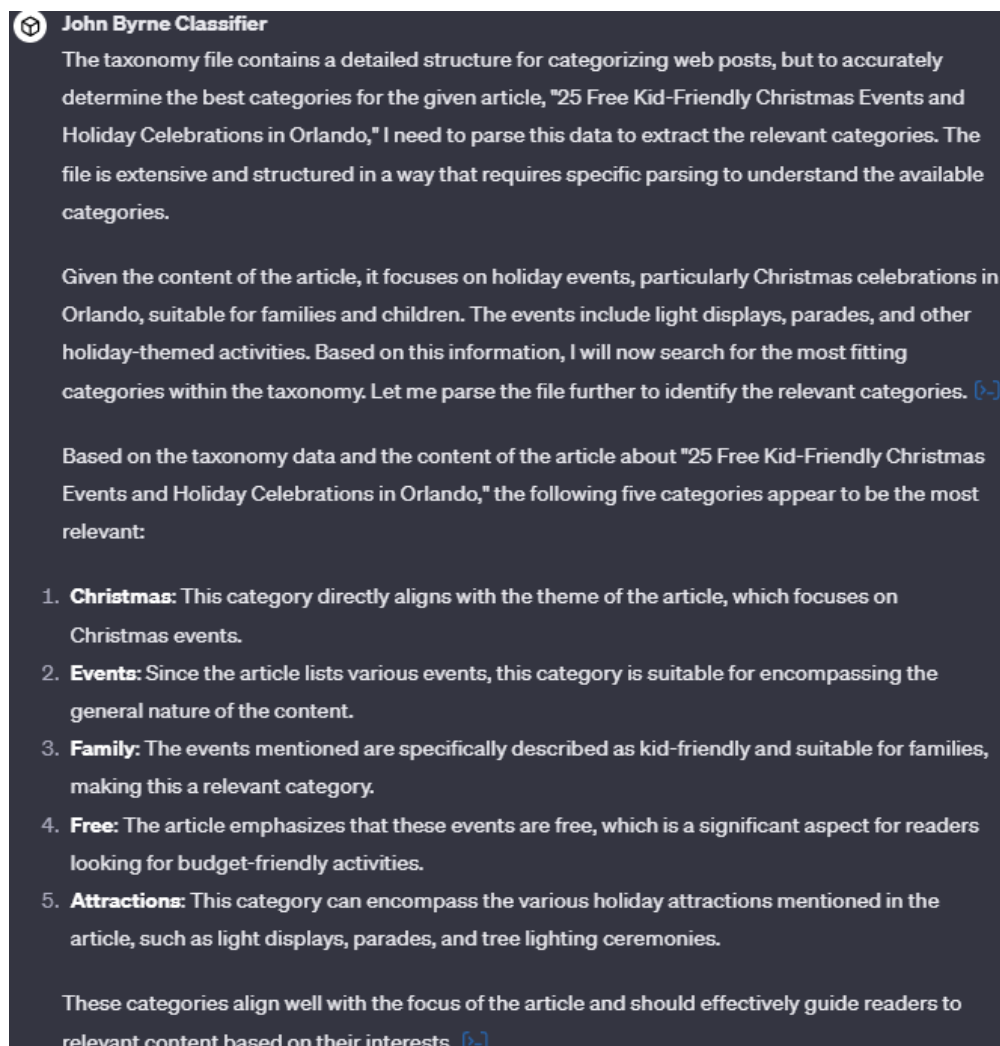 John Byrne Classifier
The taxonomy file contains a detailed structure for categorizing web posts, but to accurately
determine the best categories for the given article, "25 Free Kid-Friendly Christmas Events and
Holiday Celebrations in Orlando," I need to parse this data to extract the relevant categories. The
file is extensive and structured in a way that requires specific parsing to understand the available
categories.
Given the content of the article, it focuses on holiday events, particularly Christmas celebrations in
Orlando, suitable for families and children. The events include light displays, parades, and other
holiday-themed activities. Based on this information, I will now search for the most fitting
categories within the taxonomy. Let me parse the file further to identify the relevant categories. [>-]
Based on the taxonomy data and the content of the article about "25 Free Kid-Friendly Christmas
Events and Holiday Celebrations in Orlando," the following five categories appear to be the most
relevant:
1. Christmas: This category directly aligns with the theme of the article, which focuses on
Christmas events.
2. Events: Since the article lists various events, this category is suitable for encompassing the
general nature of the content.
3. Family: The events mentioned are specifically described as kid-friendly and suitable for families,
making this a relevant category.
4. Free: The article emphasizes that these events are free, which is a significant aspect for readers
looking for budget-friendly activities.
5. Attractions: This category can encompass the various holiday attractions mentioned in the
article, such as light displays, parades, and tree lighting ceremonies.
These categories align well with the focus of the article and should effectively guide readers to
relevant content based on their interests. [>-]